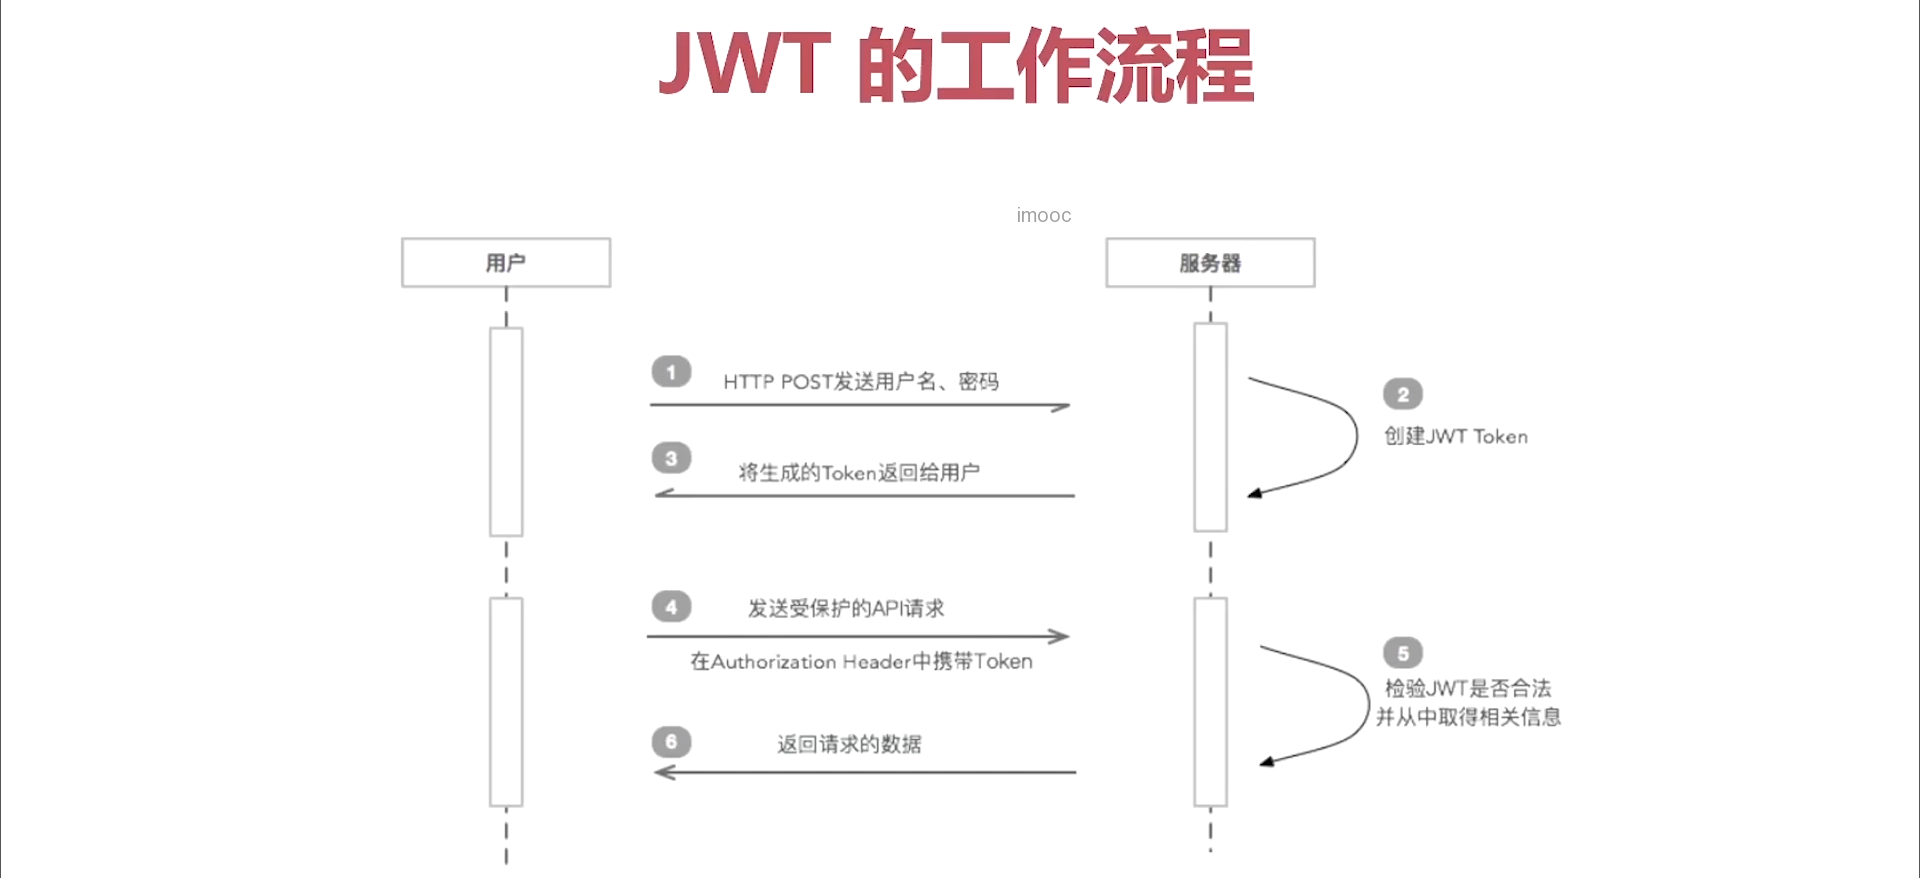 JWT 的工作流程
imooc
用户
服务器
1
HTTP POST发送用户名、密码
2
创建JWT Token
3
将生成的Token返回给用户
4
发送受保护的API请求
在Authorization Header中携带Token
5
检验JWT是否合法
并从中取得相关信息
6
返回请求的数据